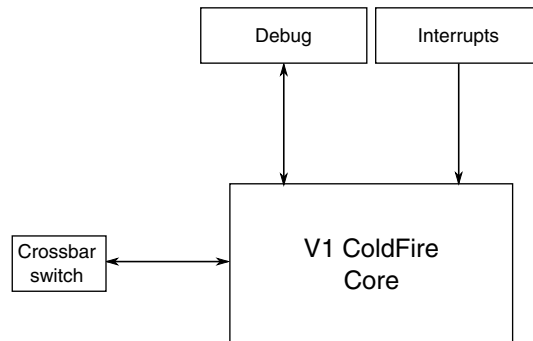 Debug
Interrupts
Crossbar
switch
V1 ColdFire
Core